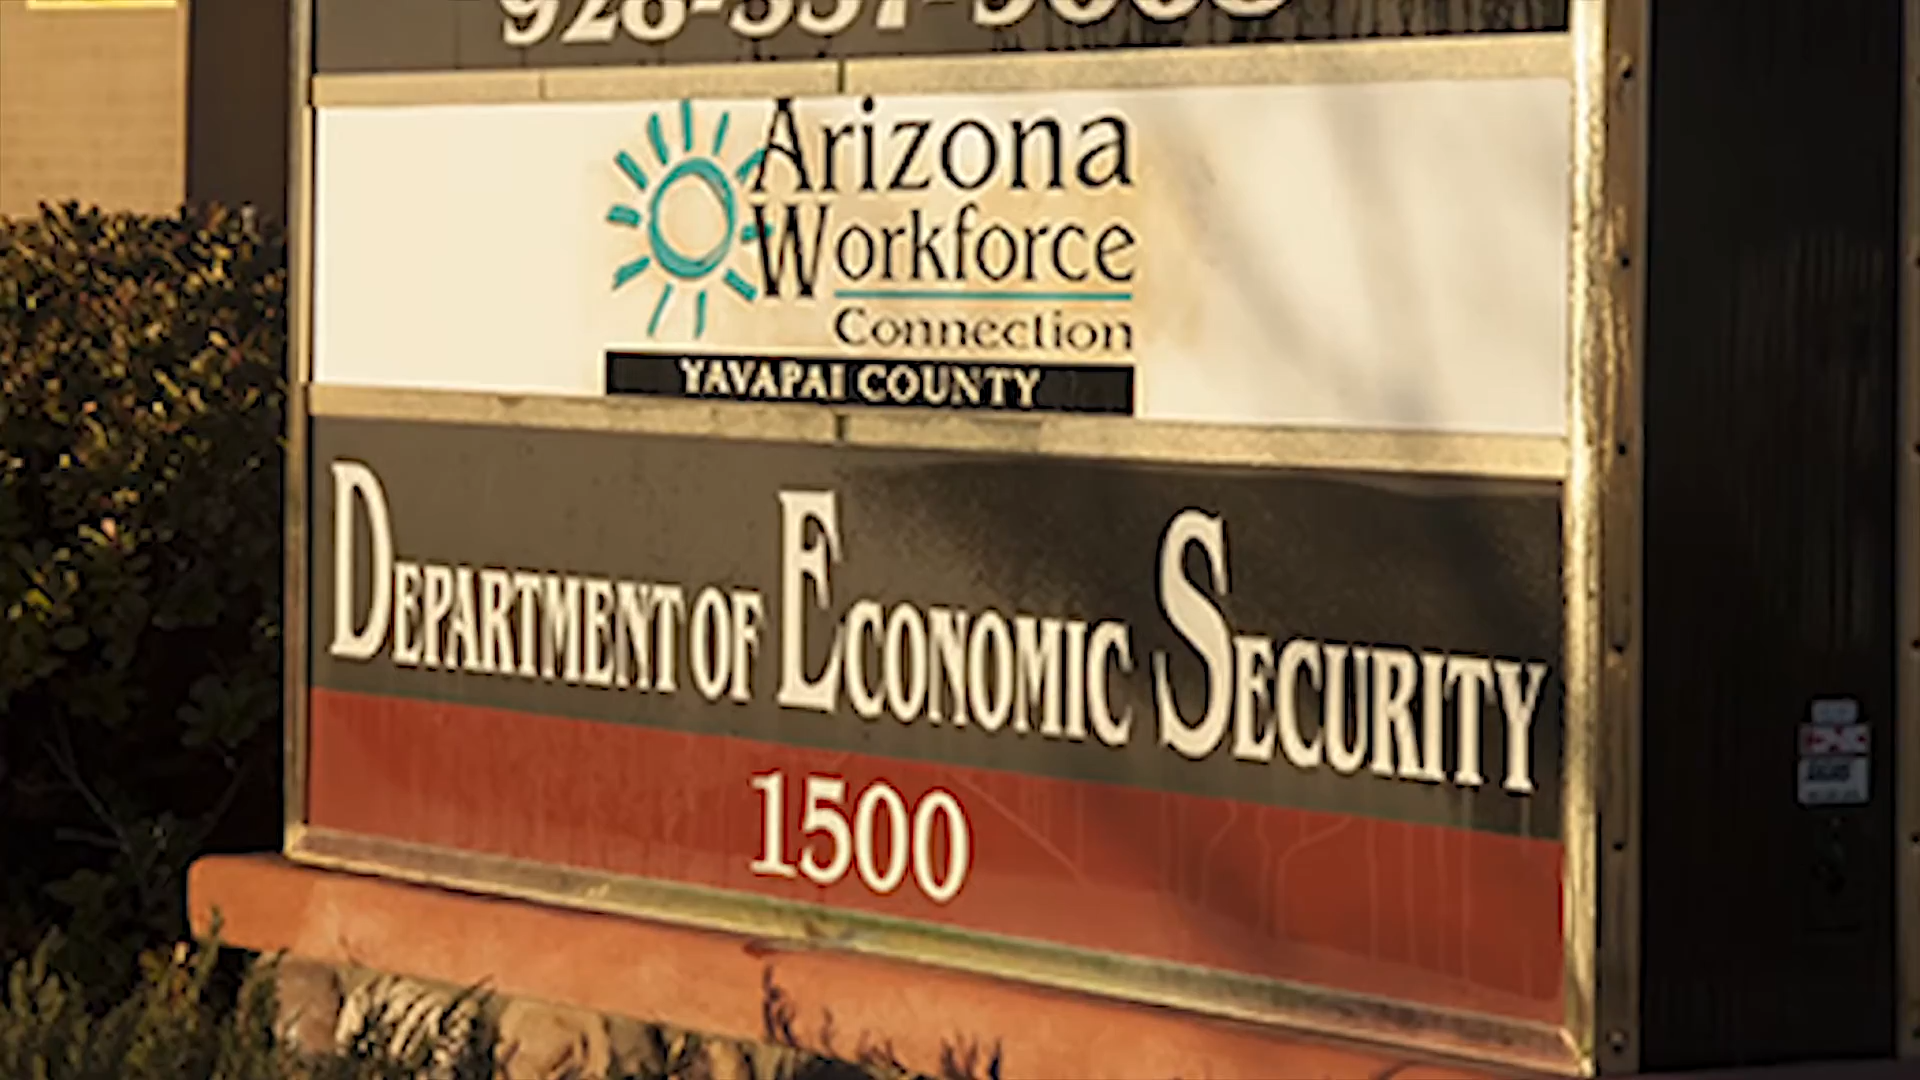 Arizona
Workforce
Connection
YAVAPAI COUNTY
DEPARTMENT OF ECONOMIC SECURITY
1500